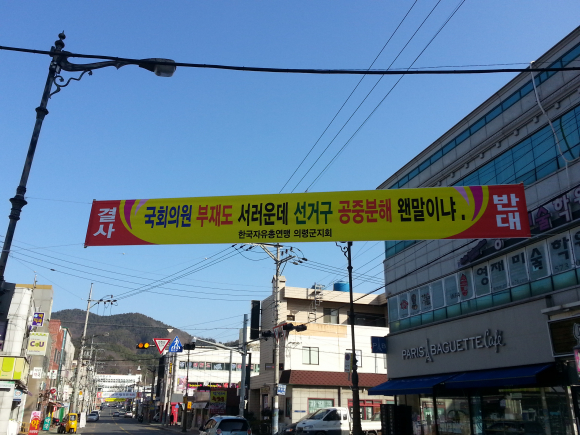 결사
국회의원 부재도 서러운데 선거구 공중분해 왠말이냐.
한국자유총연맹 의령군지회
반대
PARIS BAGUETTE Café